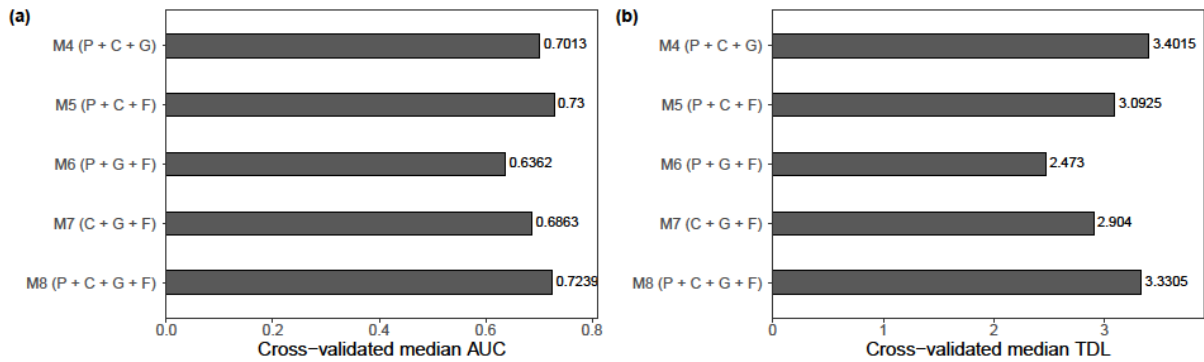 (a)
M4 (P + C + G)
0.7013
M5 (P + C + F)
0.73
M6 (P + G + F)
0.6362
M7 (C + G + F)
0.6863
M8 (P + C + G + F)
0.7239
0.0 0.2 0.4 0.6 0.8
Cross−validated median AUC
(b)
M4 (P + C + G)
3.4015
M5 (P + C + F)
3.0925
M6 (P + G + F)
2.473
M7 (C + G + F)
2.904
M8 (P + C + G + F)
3.3305
0 1 2 3
Cross−validated median TDL